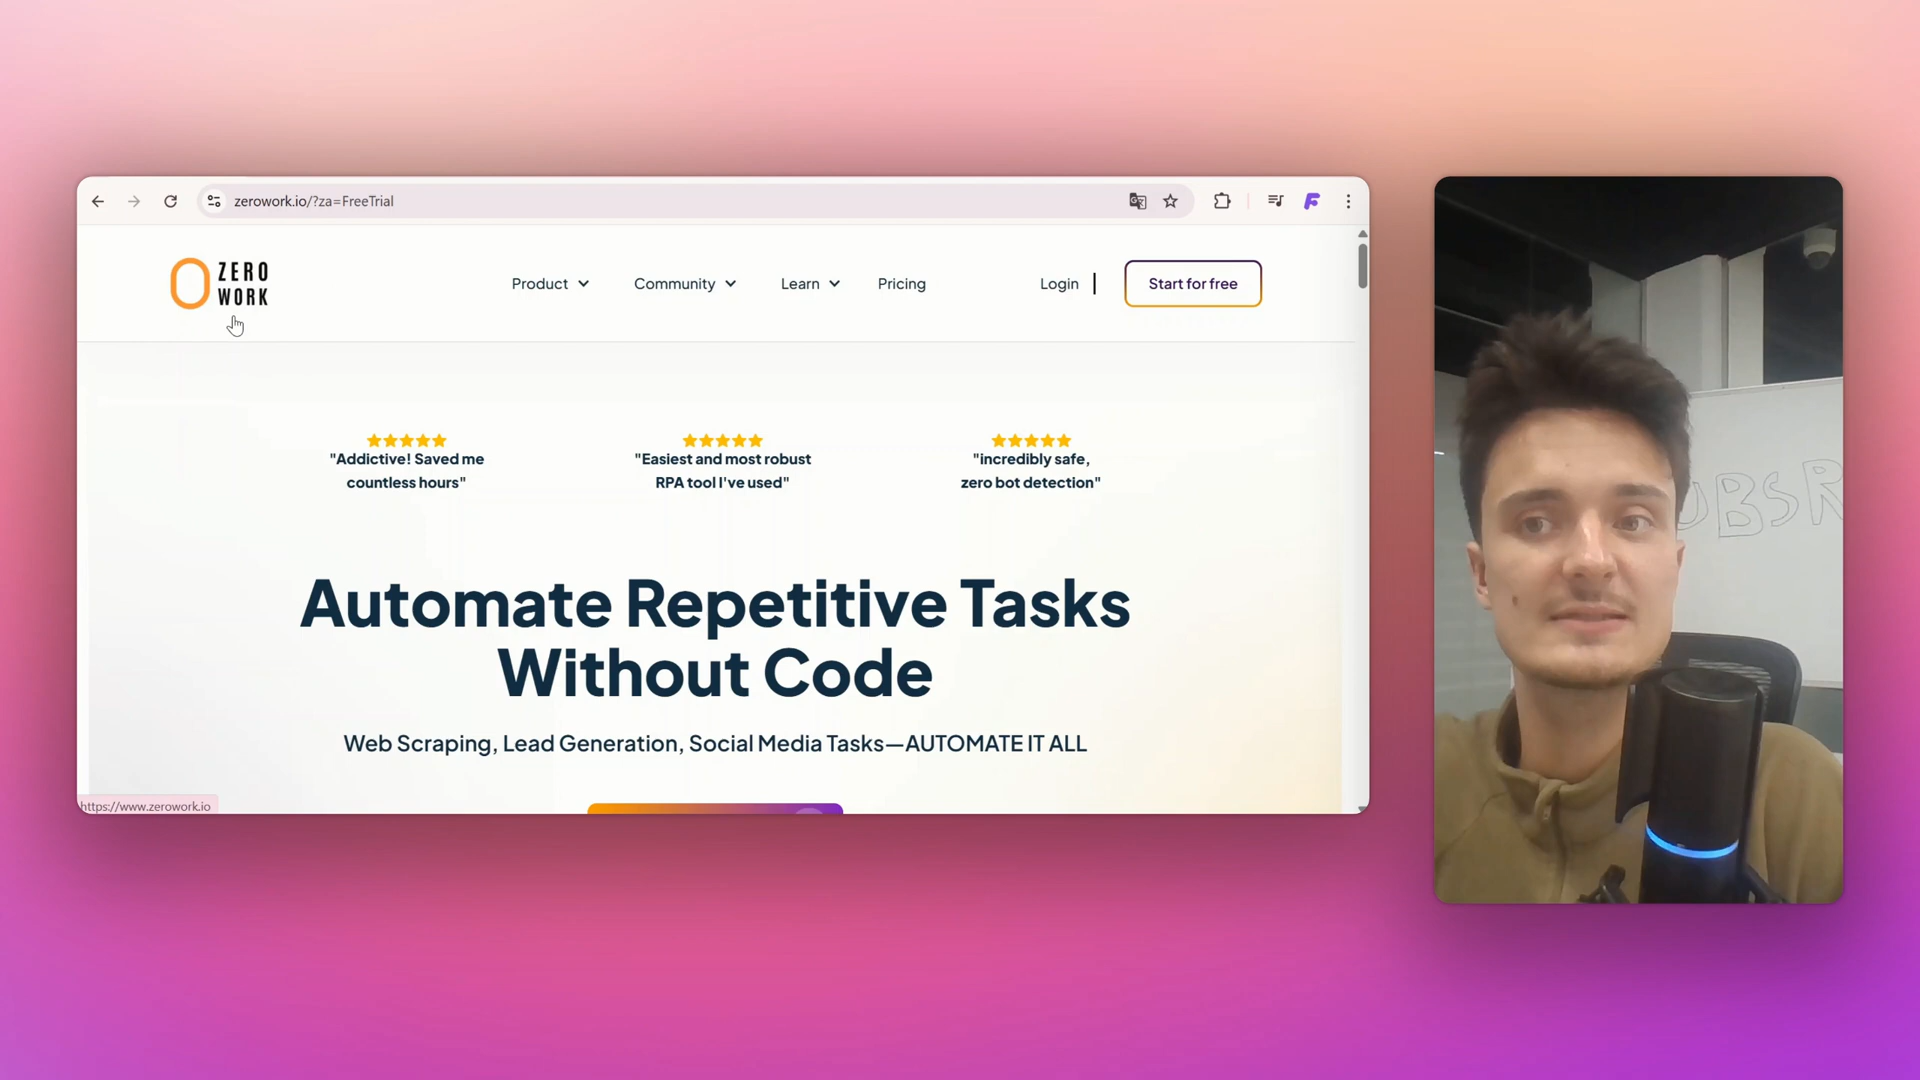 zerowork.io/?za=FreeTrial
ZERO
WORK
Product
Community
Learn
Pricing
Login
Start for free
"Addictive! Saved me
countless hours"
"Easiest and most robust
RPA tool I've used"
"incredibly safe,
zero bot detection"
Automate Repetitive Tasks
Without Code
Web Scraping, Lead Generation, Social Media Tasks—AUTOMATE IT ALL
https://www.zerowork.io
UBSR